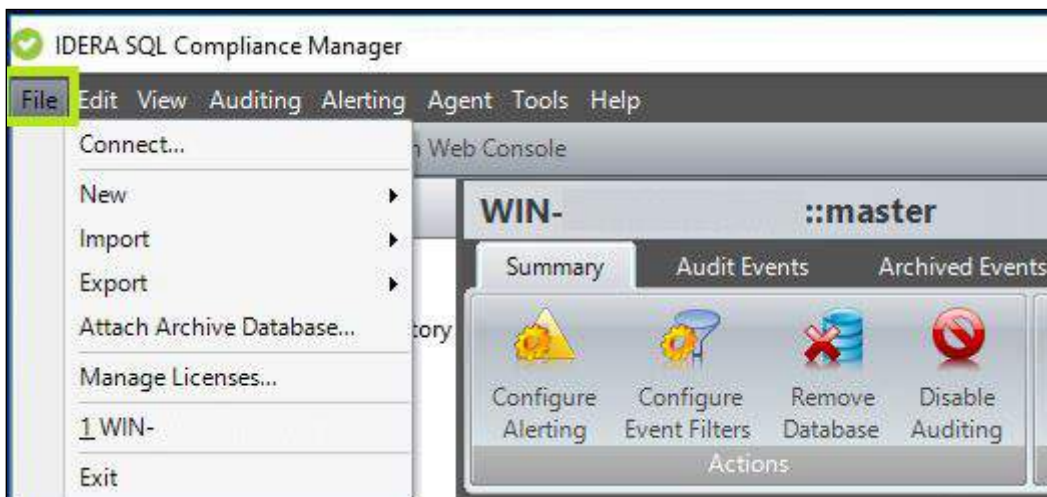 IDERA SQL Compliance Manager
File Edit View Auditing Alerting Agent Tools Help
Connect...
Web Console
New
WIN- ::master
Import
Summary Audit Events Archived Events
Export
Attach Archive Database...
Manage Licenses...
Configure Alerting
Configure Event Filters
Remove Database
Disable Auditing
1 WIN-
Actions
Exit